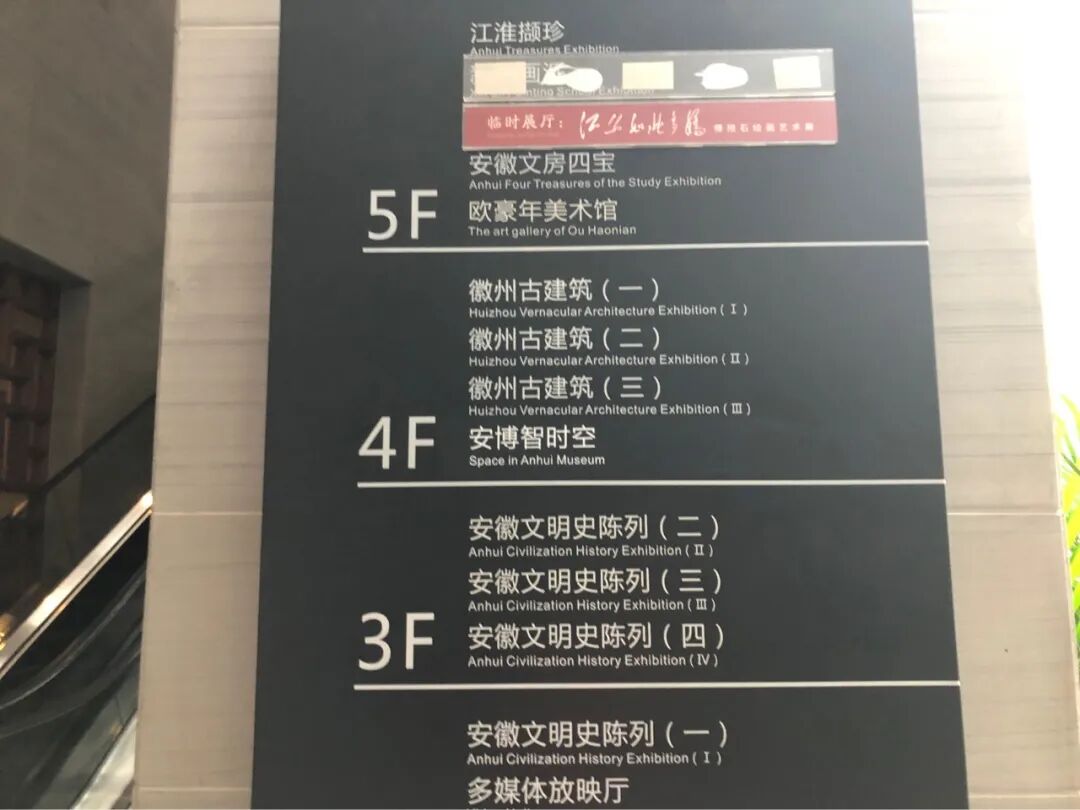 江淮撷珍
Anhui Treasures Exhibition
临时展厅：江山如此多娇
安徽文房四宝
Anhui Four Treasures of the Study Exhibition
5F
欧豪年美术馆
The art gallery of Ou Haonian
徽州古建筑（一）
Huizhou Vernacular Architecture Exhibition (Ⅰ)
徽州古建筑（二）
Huizhou Vernacular Architecture Exhibition (Ⅱ)
徽州古建筑（三）
Huizhou Vernacular Architecture Exhibition (Ⅲ)
4F
安博智时空
Space in Anhui Museum
安徽文明史陈列（二）
Anhui Civilization History Exhibition (Ⅱ)
安徽文明史陈列（三）
Anhui Civilization History Exhibition (Ⅲ)
3F
安徽文明史陈列（四）
Anhui Civilization History Exhibition (Ⅳ)
安徽文明史陈列（一）
Anhui Civilization History Exhibition (Ⅰ)
多媒体放映厅